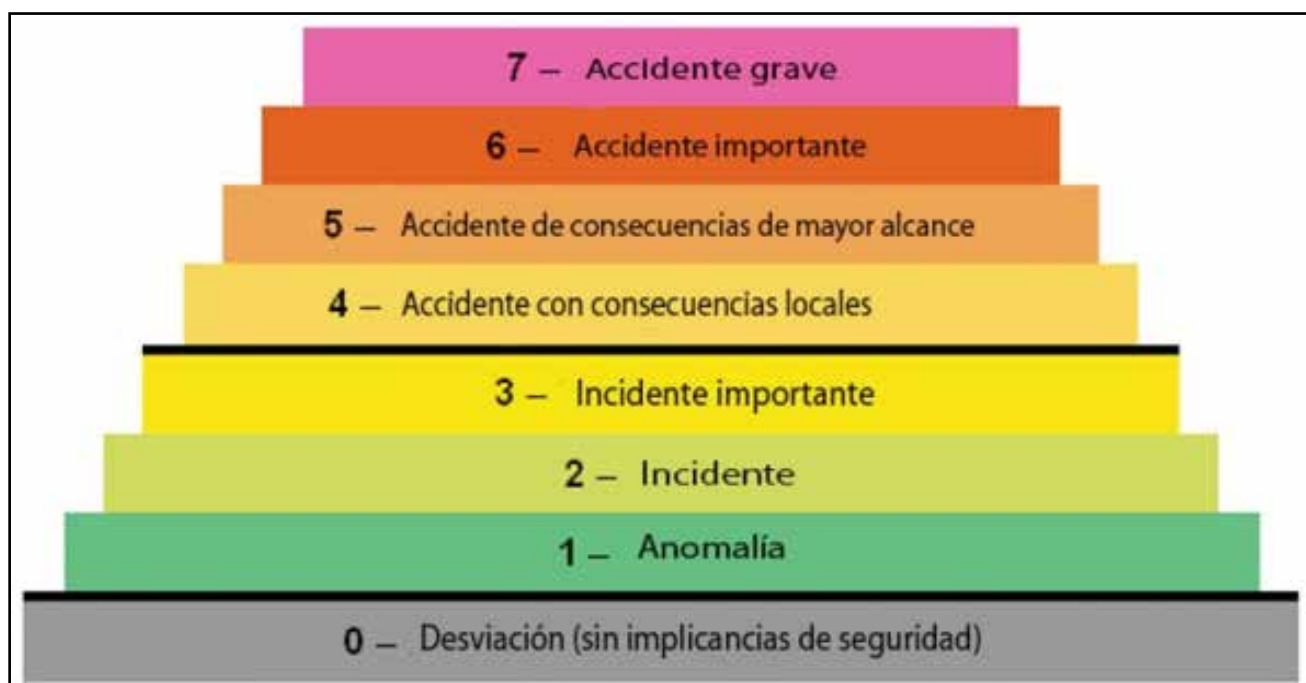 7 – Accidente grave
6 – Accidente importante
5 – Accidente de consecuencias de mayor alcance
4 – Accidente con consecuencias locales
3 – Incidente importante
2 – Incidente
1 – Anomalía
0 – Desviación (sin implicancias de seguridad)